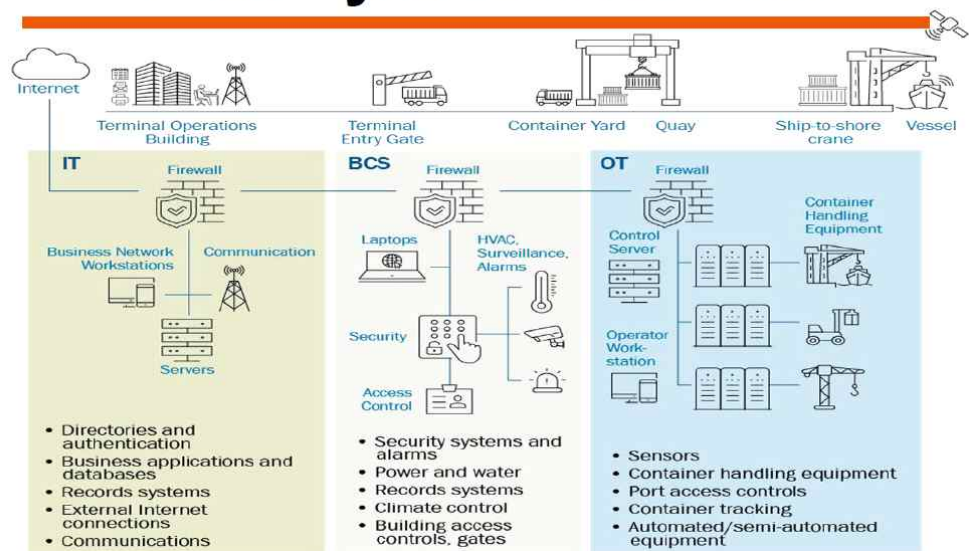 Internet
Terminal Operations
Building
Terminal
Entry Gate
Container Yard
Quay
Ship-to-shore
crane
Vessel
IT
Firewall
Business Network
Workstations
Communication
Servers
• Directories and
authentication
• Business applications and
databases
• Records systems
• External Internet
connections
• Communications
BCS
Firewall
Laptops
HVAC,
Surveillance,
Alarms
Security
Access
Control
• Security systems and
alarms
• Power and water
• Records systems
• Climate control
• Building access
controls, gates
OT
Firewall
Container
Handling
Equipment
Control
Server
Operator
Work-
station
• Sensors
• Container handling equipment
• Port access controls
• Container tracking
• Automated/semi-automated
equipment